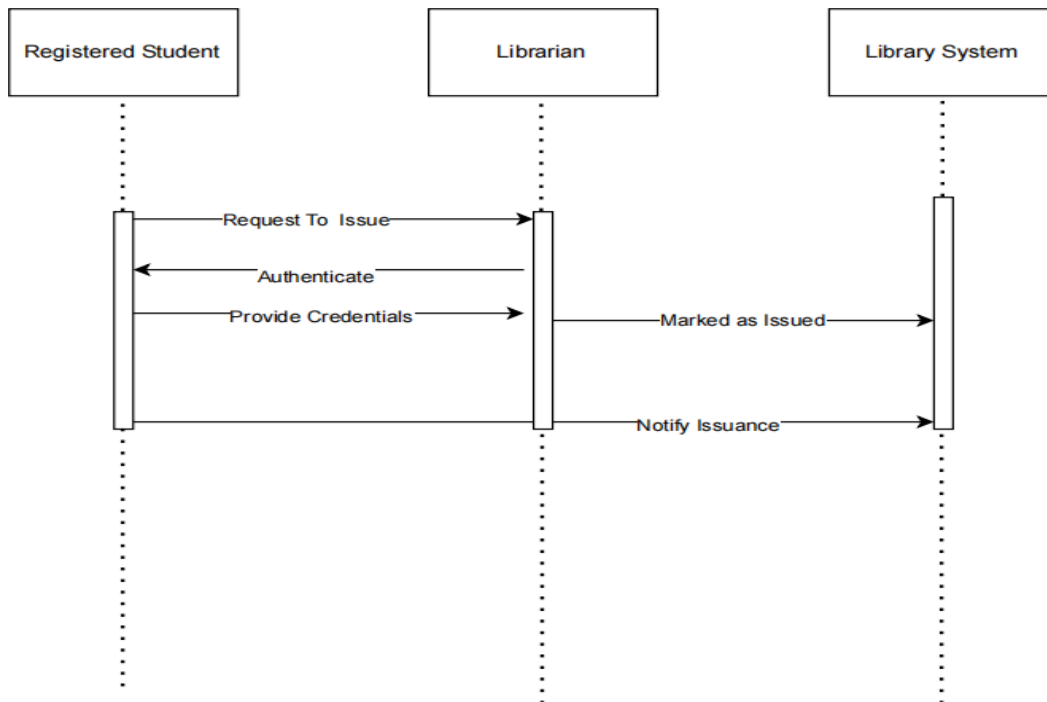 Registered Student
Librarian
Library System
Request To Issue
Authenticate
Provide Credentials
Marked as Issued
Notify Issuance